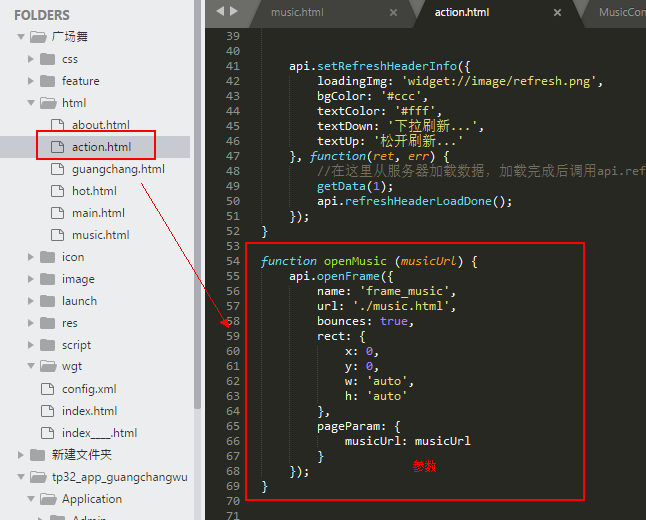 FOLDERS
广场舞
css
feature
html
about.html
action.html
guangchang.html
hot.html
main.html
music.html
icon
image
launch
res
script
wgt
config.xml
index.html
index____.html
新建文件夹
tp32_app_guangchangwu
Application
music.html
action.html
MusicCon
39
40
41 api.setRefreshHeaderInfo({
42 loadingImg: 'widget://image/refresh.png',
43 bgColor: '#ccc',
44 textColor: '#fff',
45 textDown: '下拉刷新...',
46 textUp: '松开刷新...'
47 }, function(ret, err) {
48 //在这里从服务器加载数据，加载完成后调用api.ref
49 getData(1);
50 api.refreshHeaderLoadDone();
51 });
52 }
53
54 function openMusic (musicUrl) {
55 api.openFrame({
56 name: 'frame_music',
57 url: './music.html',
58 bounces: true,
59 rect: {
60 x: 0,
61 y: 0,
62 w: 'auto',
63 h: 'auto'
64 },
65 pageParam: {
66 musicUrl: musicUrl
67 }
68 });
参数
69 }
70
71